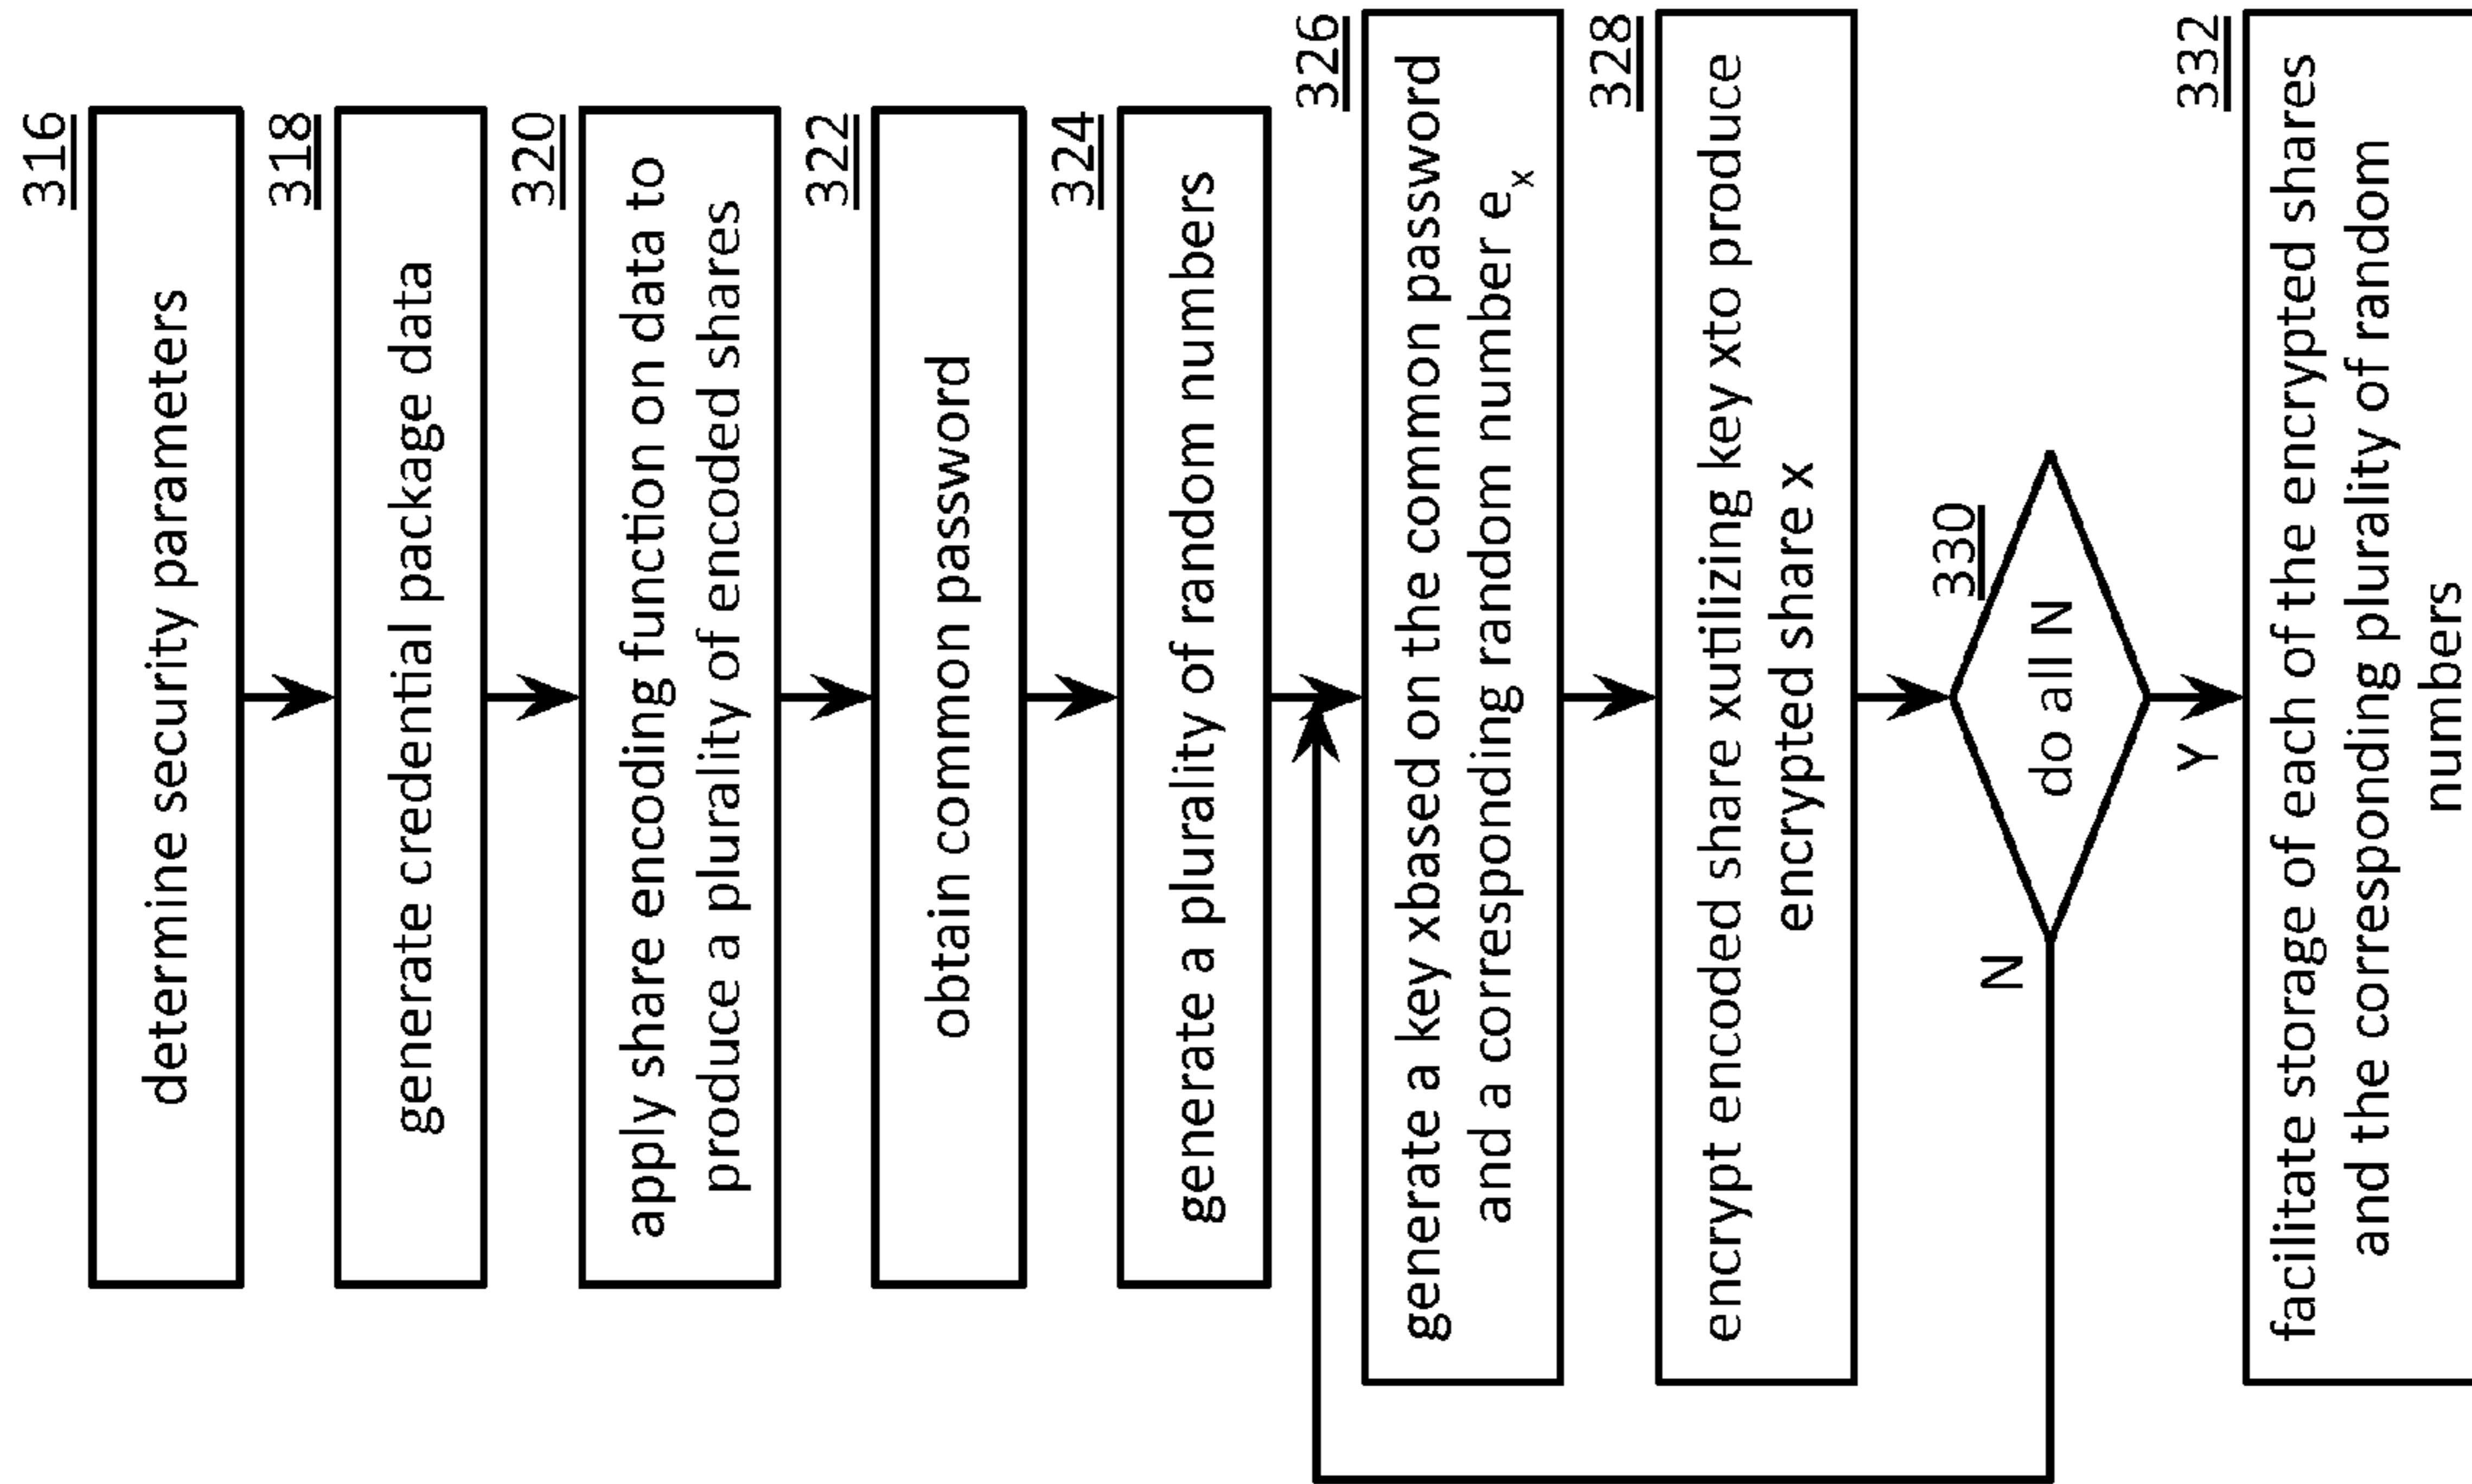 316
determine security parameters
318
generate credential package data
320
apply share encoding function on data to
produce a plurality of encoded shares
322
obtain common password
324
generate a plurality of random numbers
326
generate a key xbased on the common password
and a corresponding random number eₓ
328
encrypt encoded share xutilizing key xto produce
encrypted share x
330
do all N
N
Y
332
facilitate storage of each of the encrypted shares
and the corresponding plurality of random
numbers